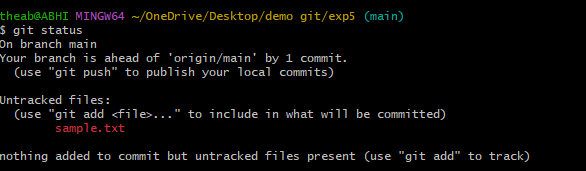 theab@ABHI MINGW64 ~/OneDrive/Desktop/demo git/exp5 (main)
$ git status
On branch main
Your branch is ahead of 'origin/main' by 1 commit.
  (use "git push" to publish your local commits)

Untracked files:
  (use "git add <file>..." to include in what will be committed)
        sample.txt

nothing added to commit but untracked files present (use "git add" to track)